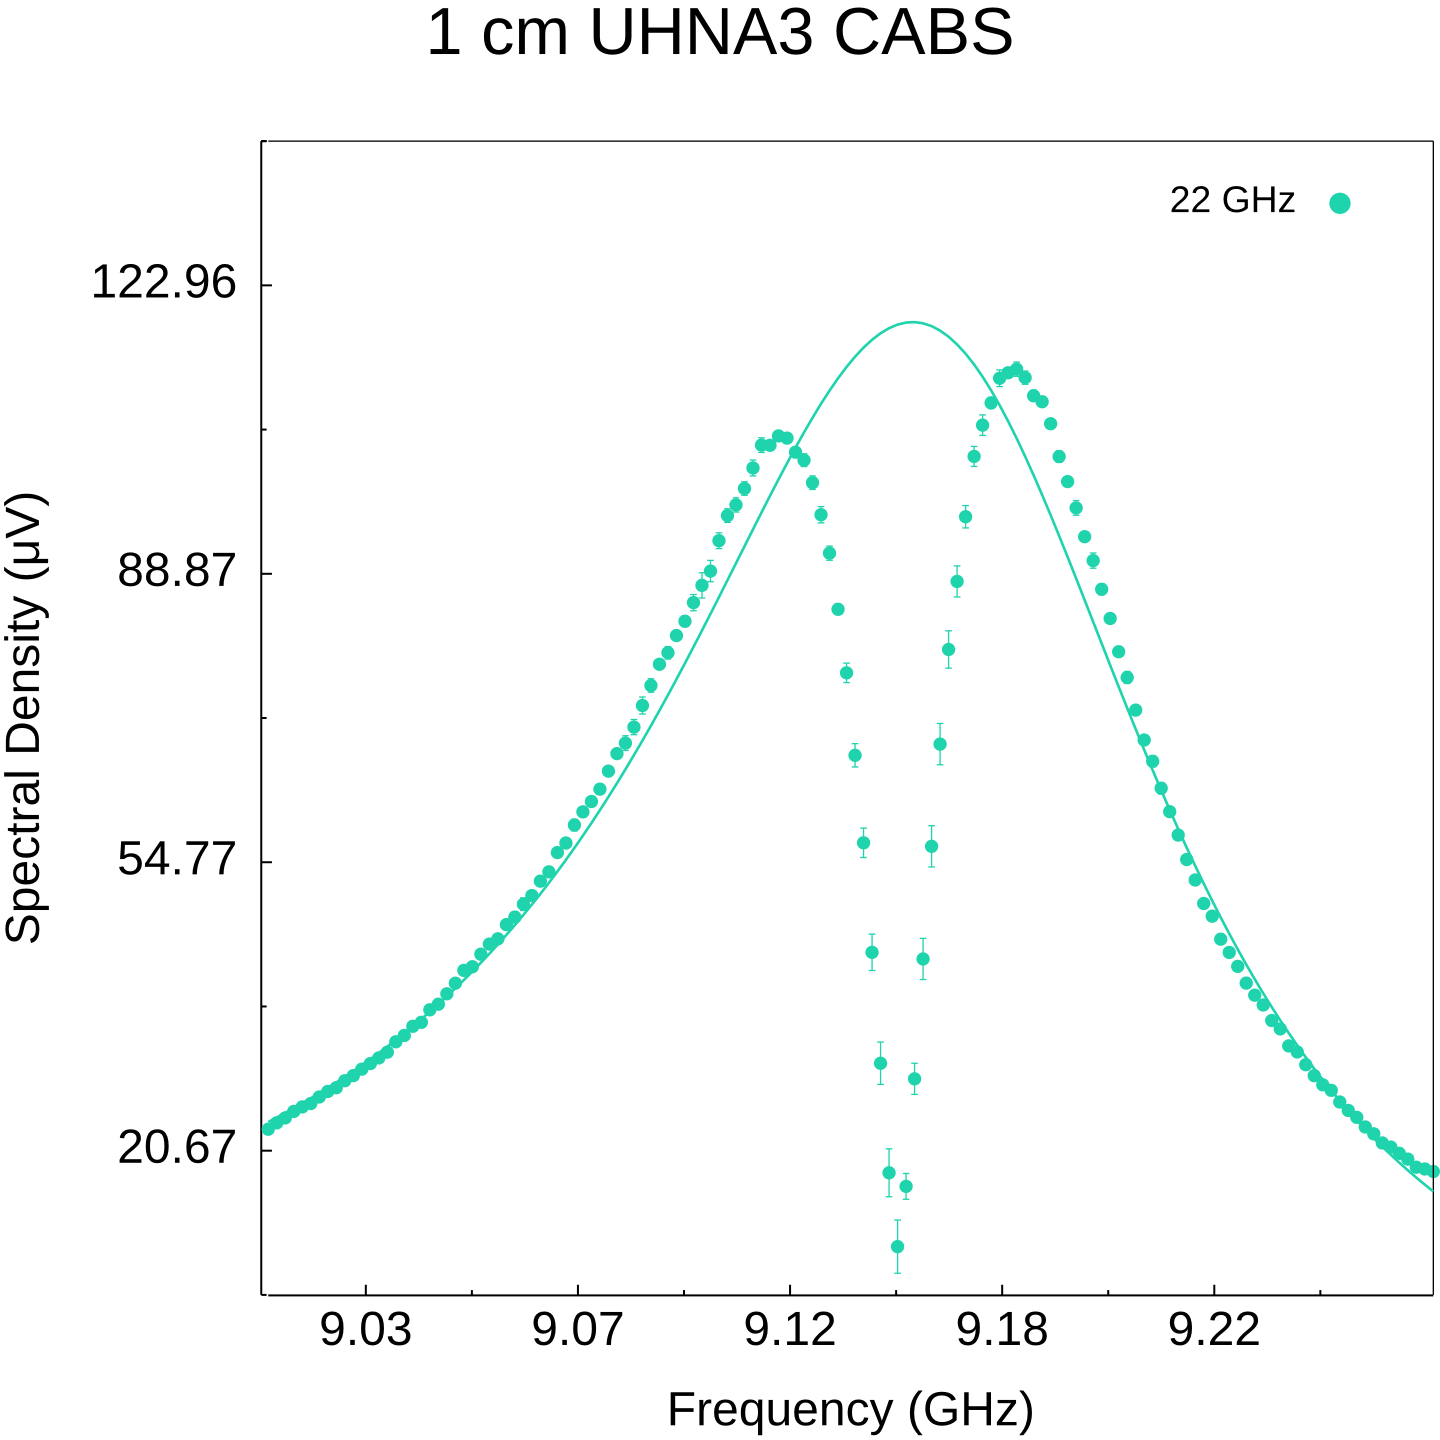 1 cm UHNA3 CABS
22 GHz
122.96
88.87
54.77
20.67
Spectral Density (μV)
9.03 9.07 9.12 9.18 9.22
Frequency (GHz)